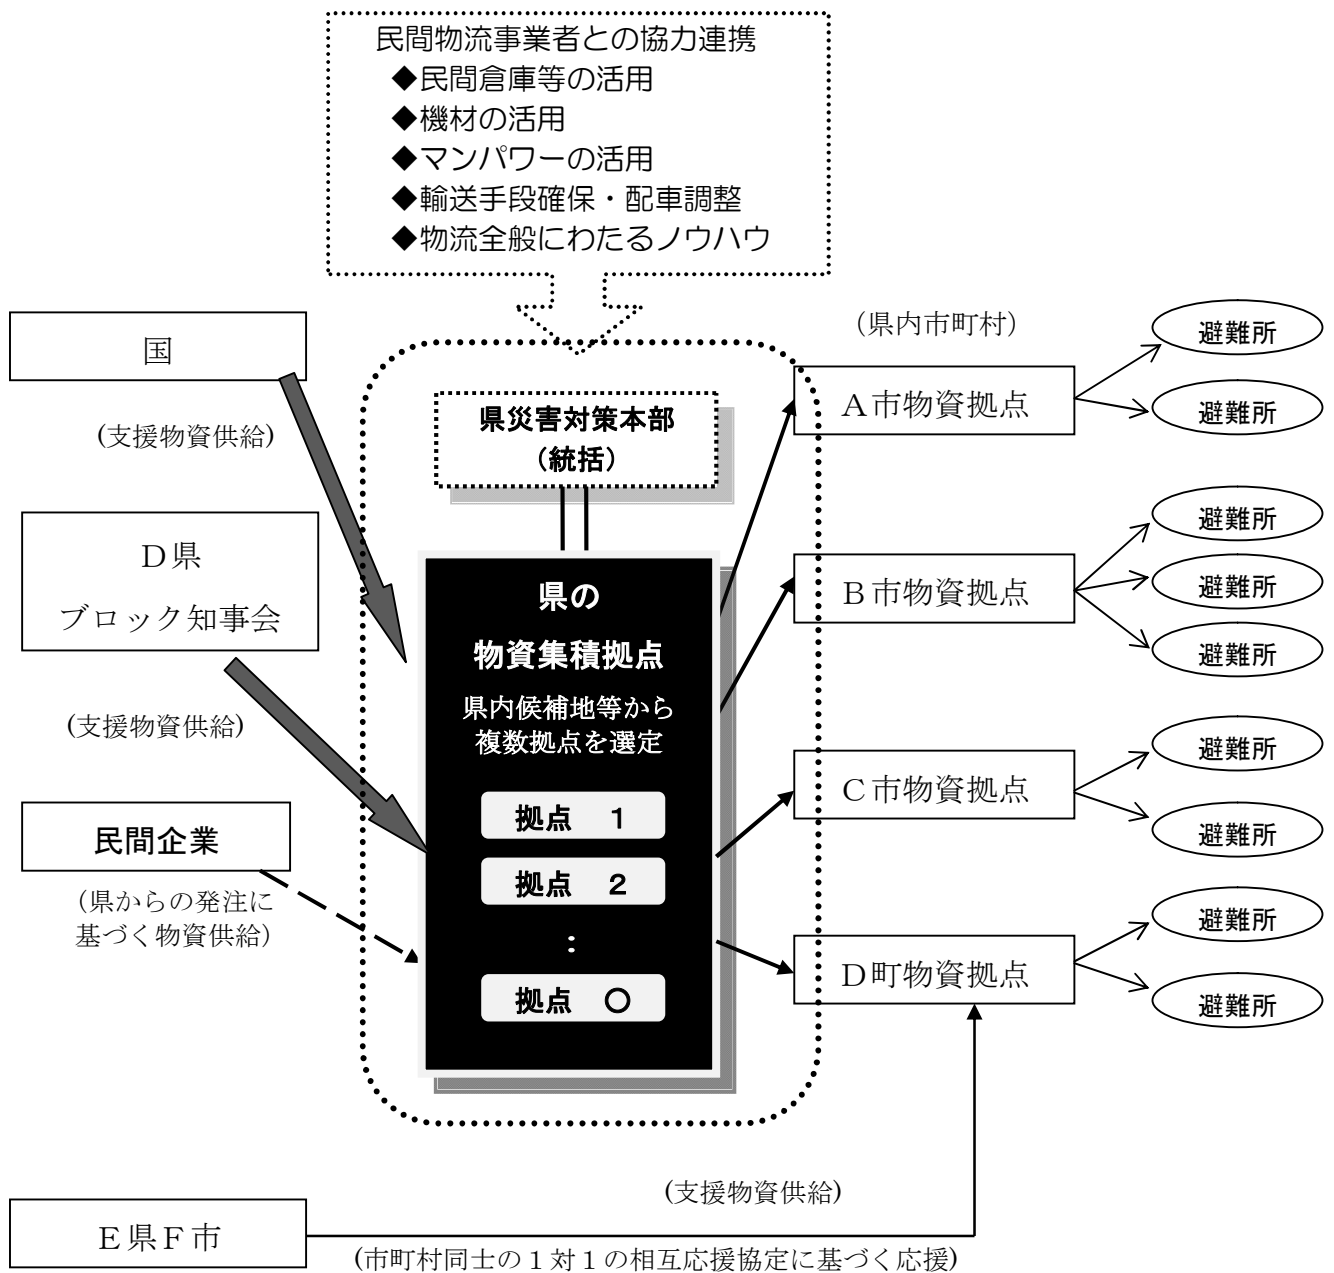 民間物流事業者との協力連携
◆民間倉庫等の活用
◆機材の活用
◆マンパワーの活用
◆輸送手段確保・配車調整
◆物流全般にわたるノウハウ
国
(支援物資供給)
Ｄ県
ブロック知事会
(支援物資供給)
民間企業
（県からの発注に
基づく物資供給）
県災害対策本部
（統括）
県の
物資集積拠点
県内候補地等から
複数拠点を選定
拠点　１
拠点　２
：
拠点　〇
（県内市町村）
Ａ市物資拠点
避難所
避難所
Ｂ市物資拠点
避難所
避難所
避難所
Ｃ市物資拠点
避難所
避難所
Ｄ町物資拠点
避難所
避難所
Ｅ県Ｆ市
(支援物資供給)
(市町村同士の１対１の相互応援協定に基づく応援)